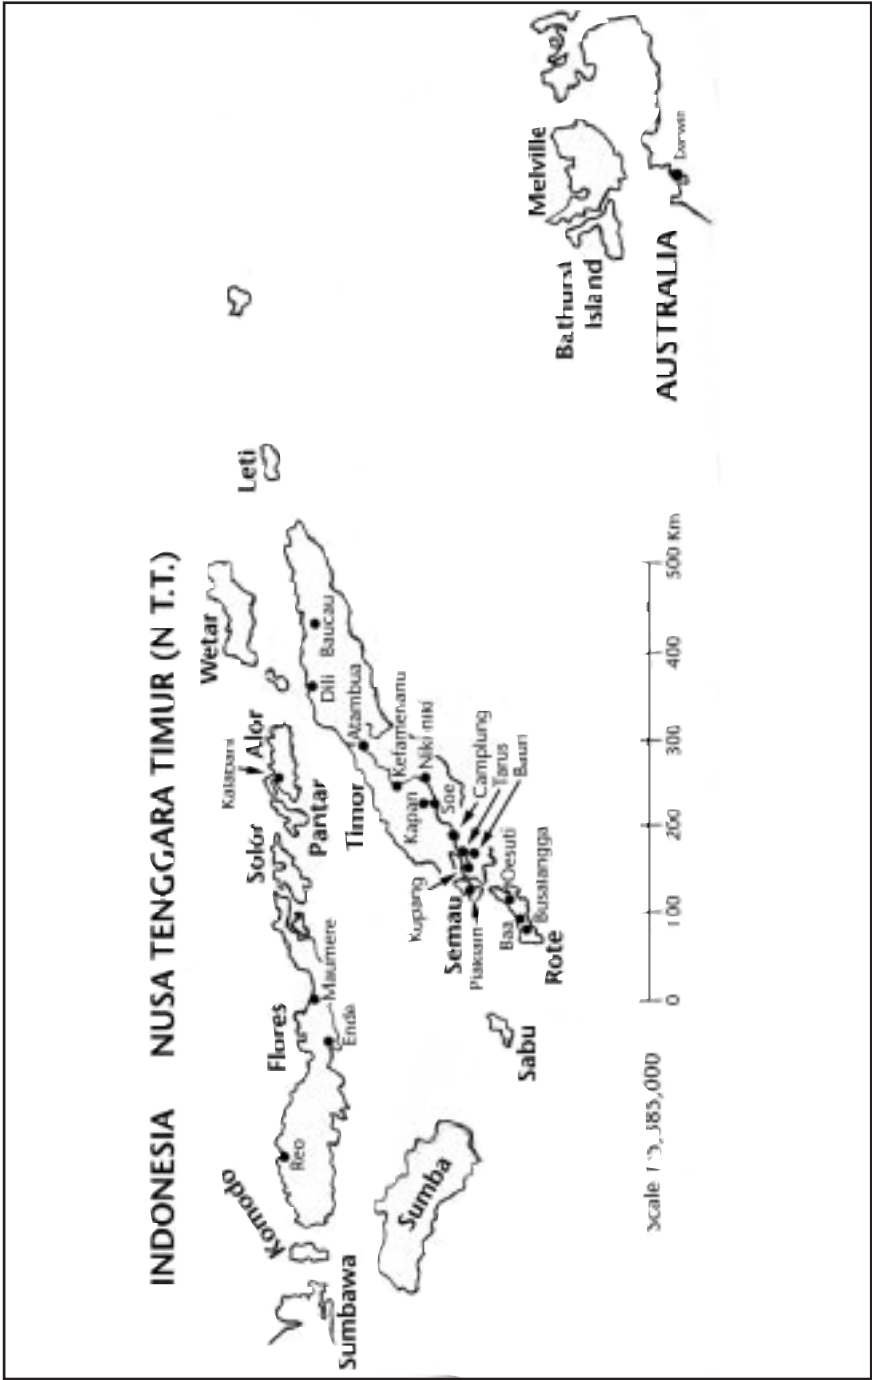 INDONESIA NUSA TENGGARA TIMUR (N T.T.)
Wetar
Leti
Kalabahi
Alor
Solor
Pantar
Komodo
Flores
Maumere
Ende
Reo
Sumbawa
Dili
Baucau
Atambua
Timor
Kefamenanu
Niki niki
Kapan
Soe
Camplung
Tarus
Baun
Kupang
Semau
Oesuti
Busalangga
Baa
Rote
Sabu
Sumba
Melville
Bathurst
Island
Darwin
AUSTRALIA
0 100 200 300 400 500 Km
Scale